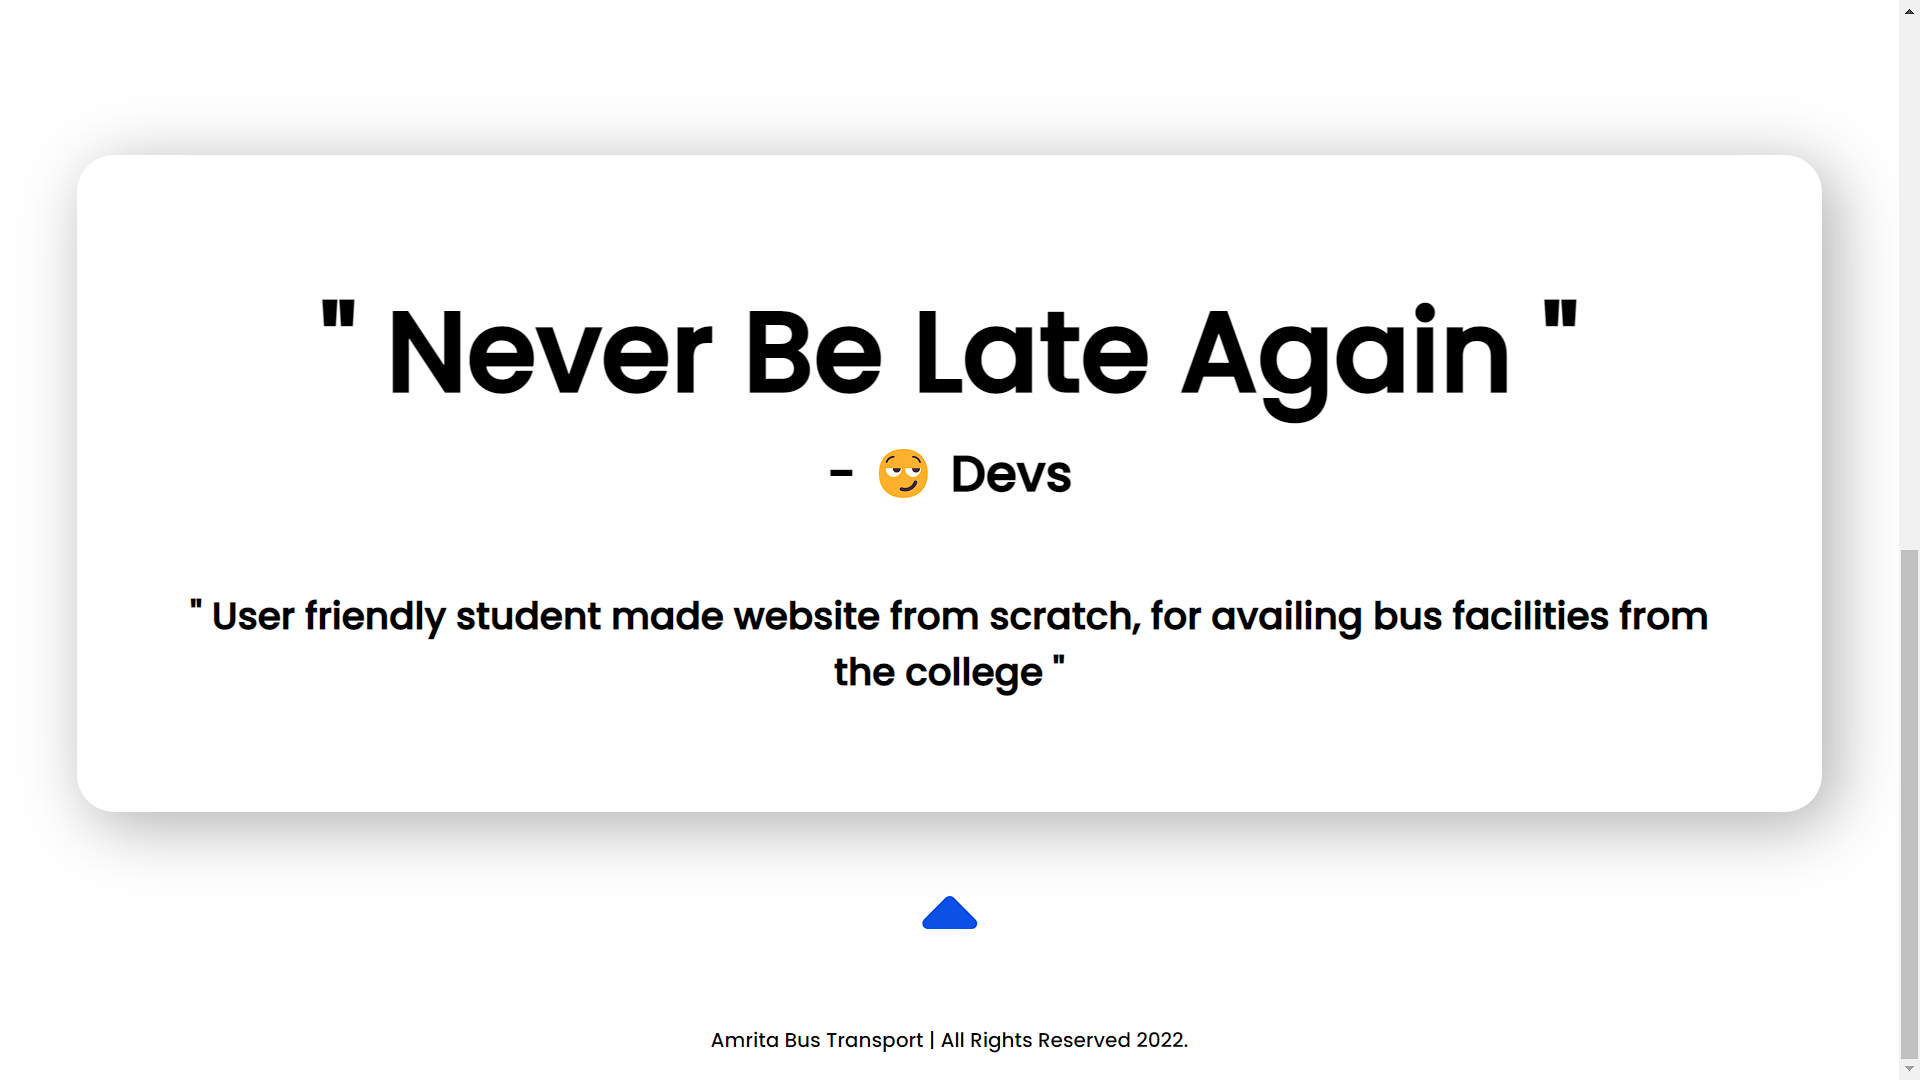 " Never Be Late Again "
- 😏 Devs
" User friendly student made website from scratch, for availing bus facilities from
the college "
Amrita Bus Transport | All Rights Reserved 2022.